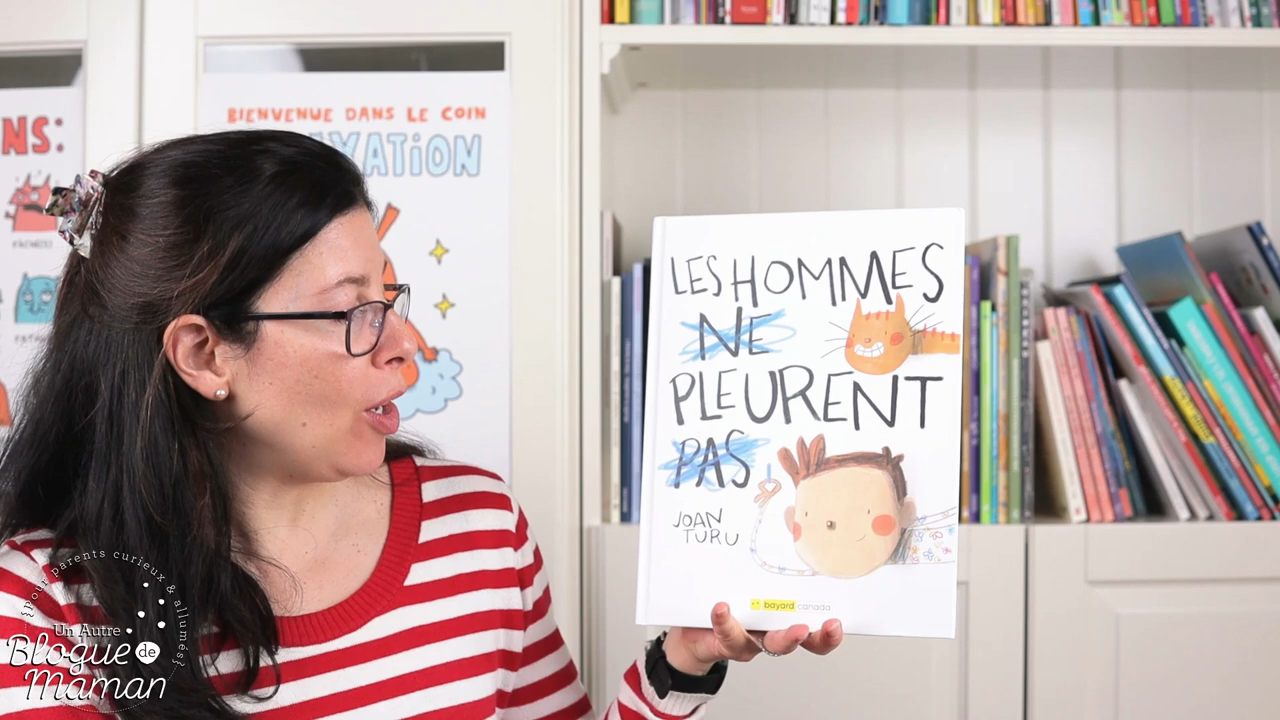 NS:
BIENVENUE DANS LE COIN
XATION
LES HOMMES
NE
PLEURENT
PAS
JOAN
TURU
bayard canada
{Pour parents curieux & allumés}
Un Autre
Blogue de
Maman